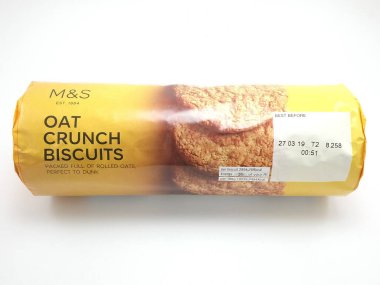 M&S
EST. 1884
OAT
CRUNCH
BISCUITS
PACKED FULL OF ROLLED OATS,
PERFECT TO DUNK
BEST BEFORE
27 03 19 T2 8 258
00:51